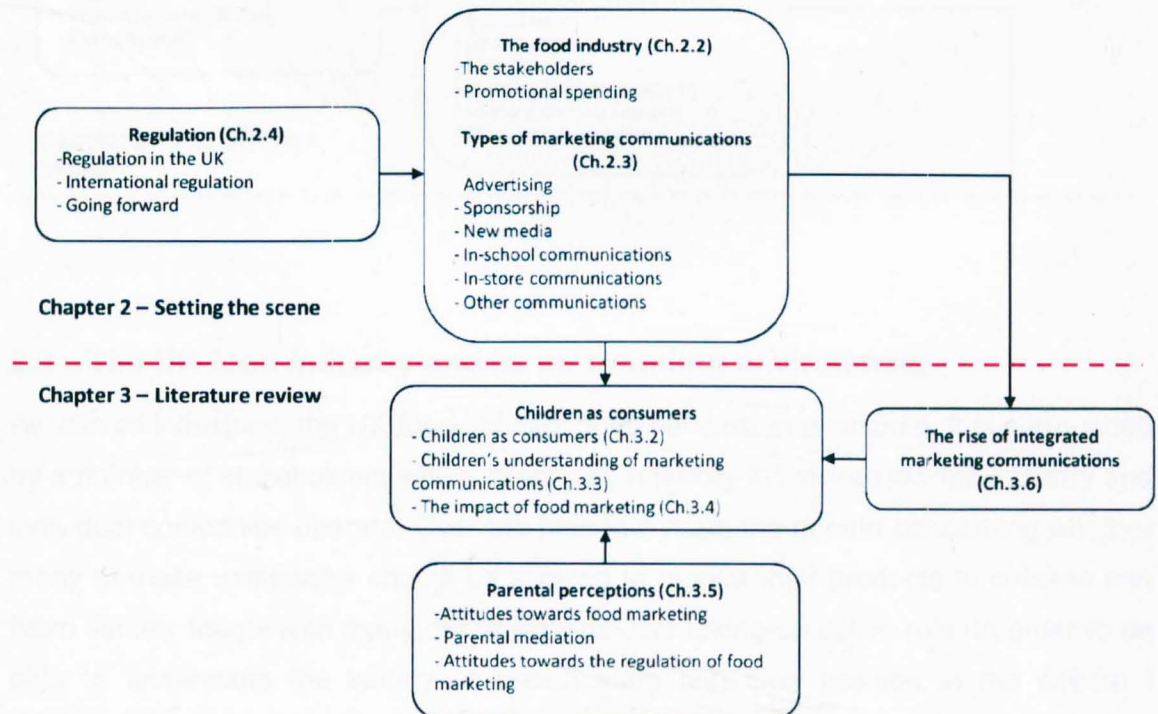 The food industry (Ch.2.2)
-The stakeholders
- Promotional spending
Types of marketing communications
(Ch.2.3)
- Advertising
- Sponsorship
- New media
- In-school communications
- In-store communications
- Other communications
Regulation (Ch.2.4)
-Regulation in the UK
- International regulation
- Going forward
Chapter 2 – Setting the scene
Chapter 3 – Literature review
Children as consumers
- Children as consumers (Ch.3.2)
- Children's understanding of marketing
communications (Ch.3.3)
- The impact of food marketing (Ch.3.4)
The rise of integrated
marketing communications
(Ch.3.6)
Parental perceptions (Ch.3.5)
-Attitudes towards food marketing
- Parental mediation
- Attitudes towards the regulation of food
marketing